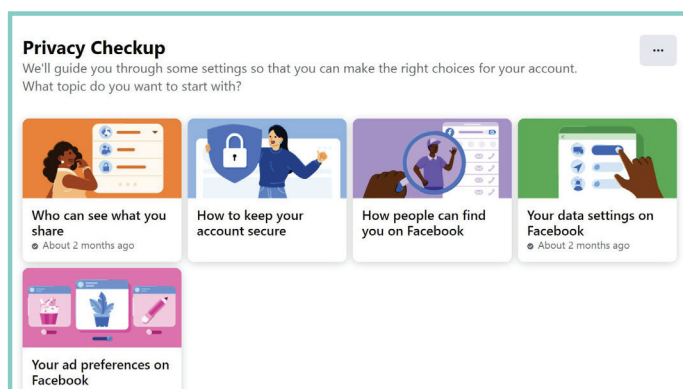 Privacy Checkup
We'll guide you through some settings so that you can make the right choices for your account.
What topic do you want to start with?
Who can see what you
share
About 2 months ago
How to keep your
account secure
How people can find
you on Facebook
Your data settings on
Facebook
About 2 months ago
Your ad preferences on
Facebook